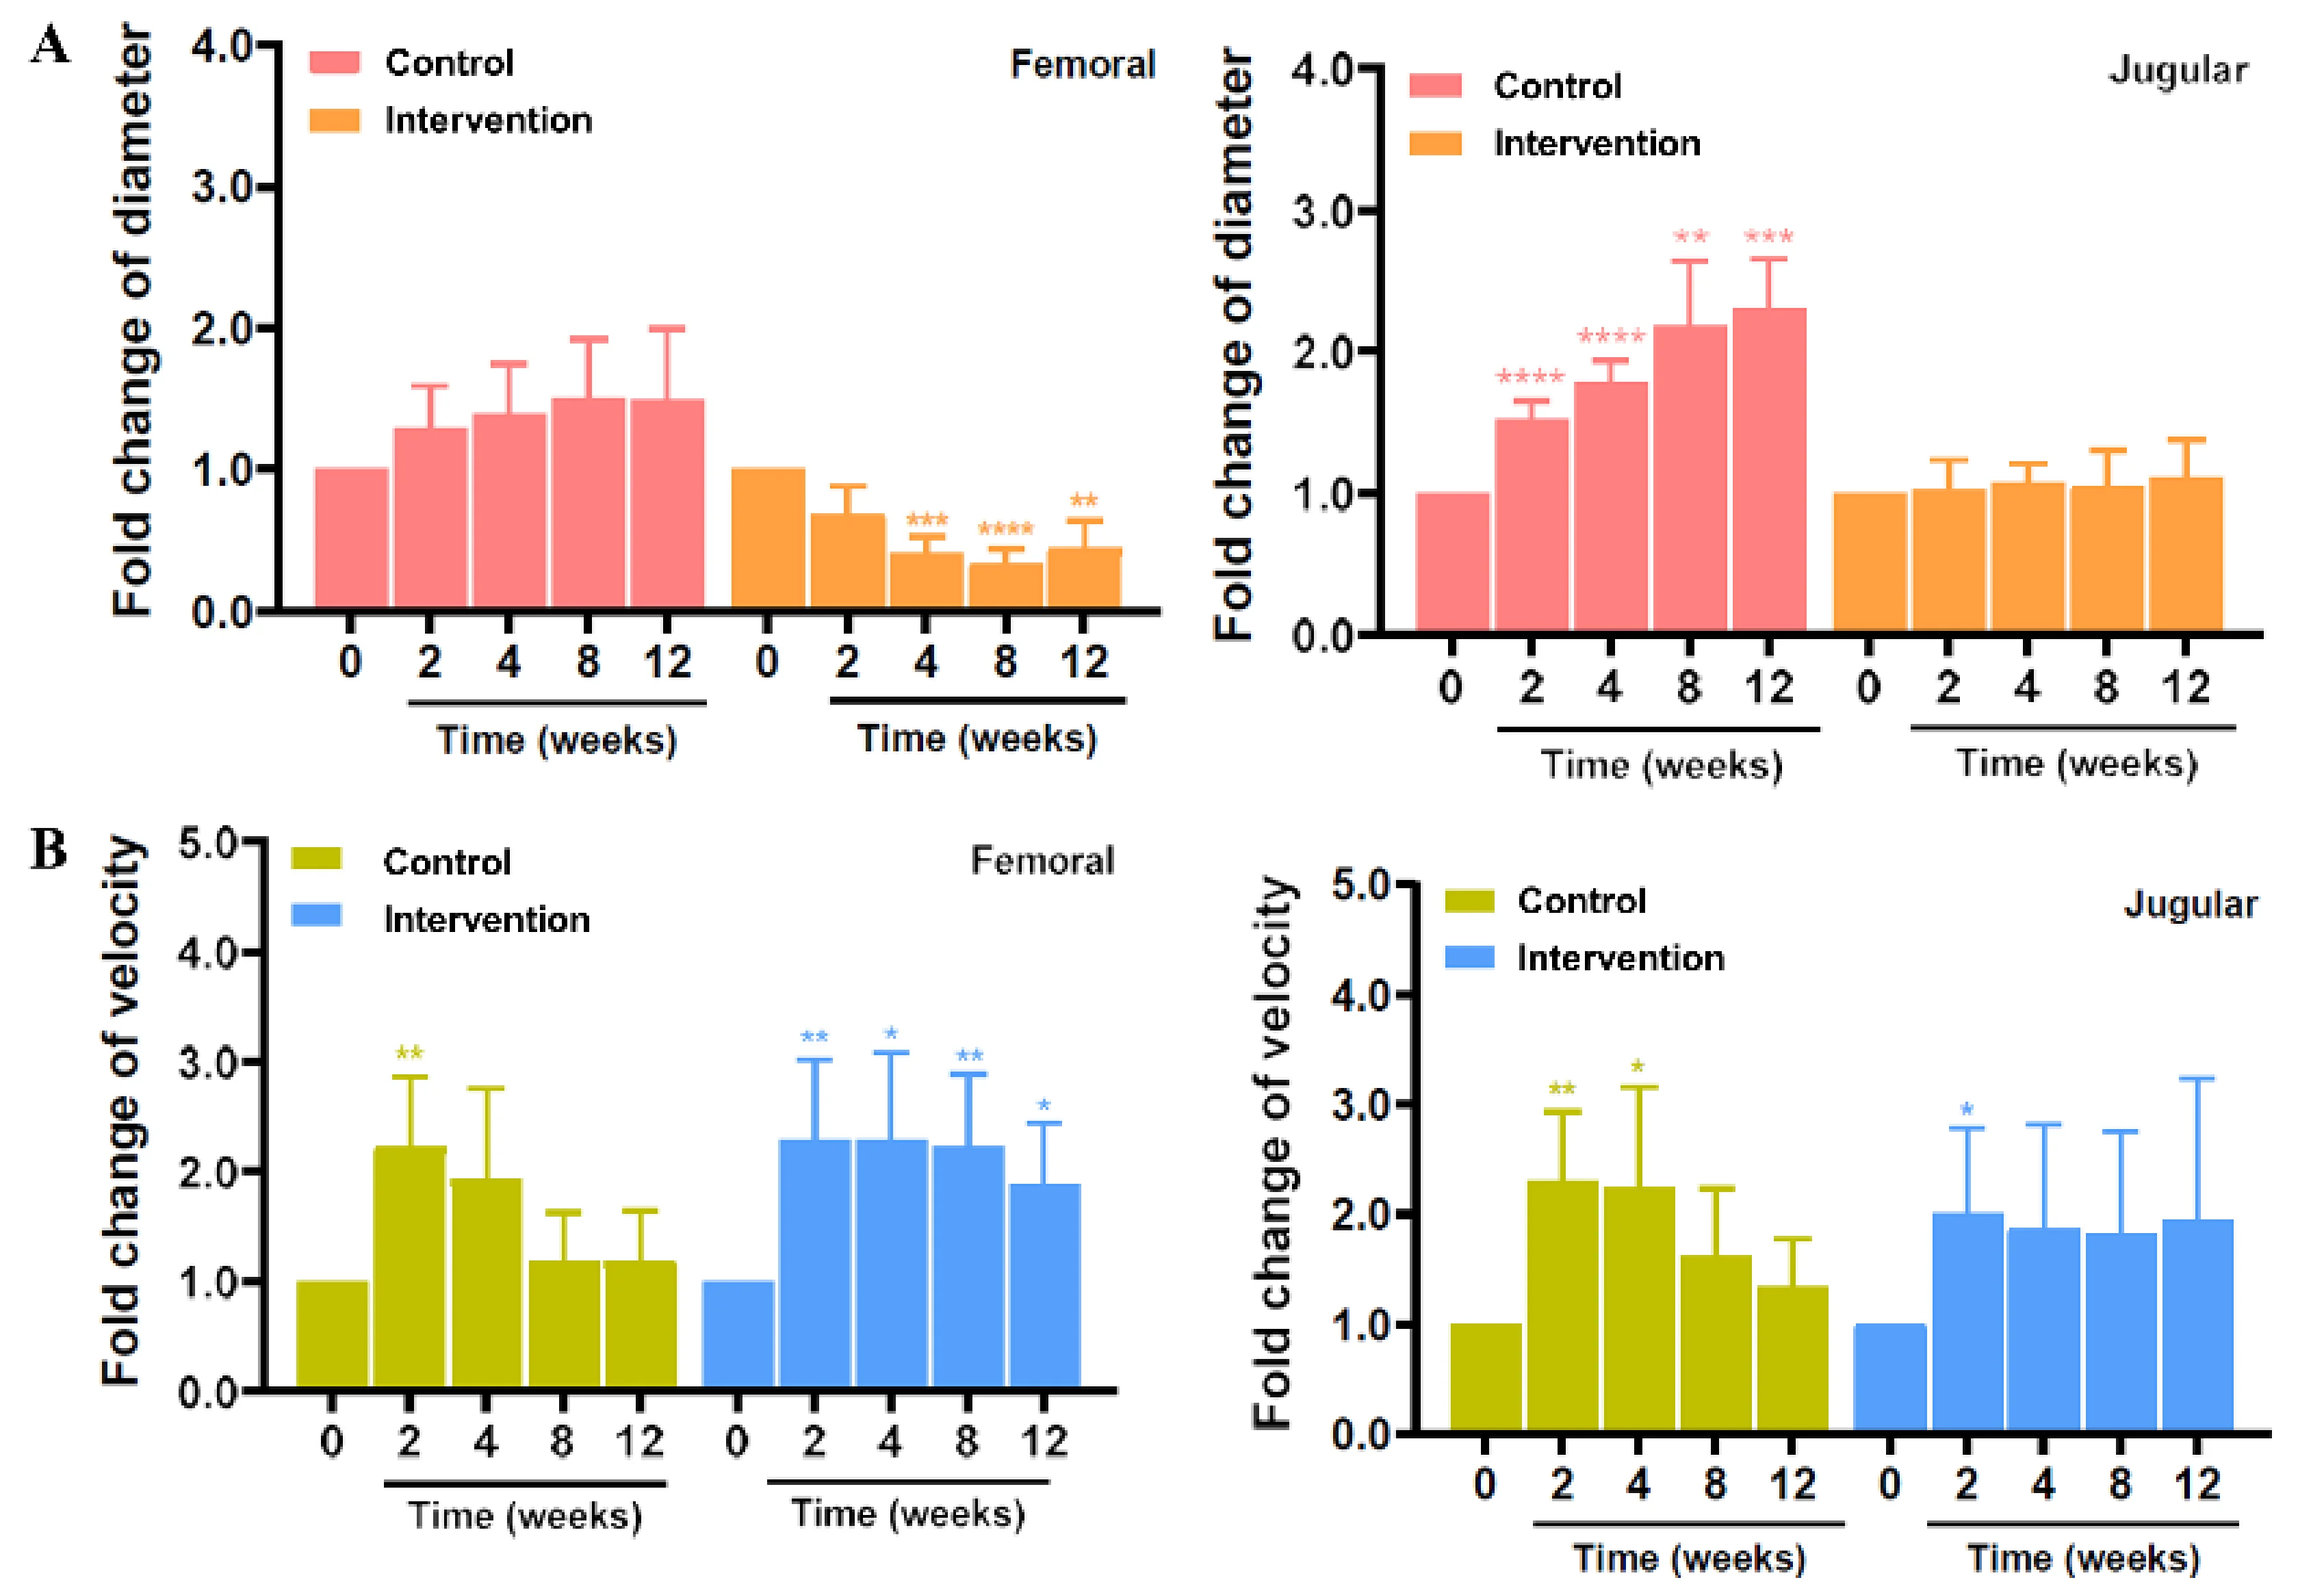 A
Fold change of diameter
4.0
3.0
2.0
1.0
0.0
Control
Intervention
Femoral
***
****
**
0 2 4 8 12 0 2 4 8 12
Time (weeks) Time (weeks)
Fold change of diameter
4.0
3.0
2.0
1.0
0.0
Control
Intervention
Jugular
****
****
**
***
0 2 4 8 12 0 2 4 8 12
Time (weeks) Time (weeks)
B
Fold change of velocity
5.0
4.0
3.0
2.0
1.0
0.0
Control
Intervention
Femoral
**
**
*
**
*
0 2 4 8 12 0 2 4 8 12
Time (weeks) Time (weeks)
Fold change of velocity
5.0
4.0
3.0
2.0
1.0
0.0
Control
Intervention
Jugular
**
*
*
0 2 4 8 12 0 2 4 8 12
Time (weeks) Time (weeks)